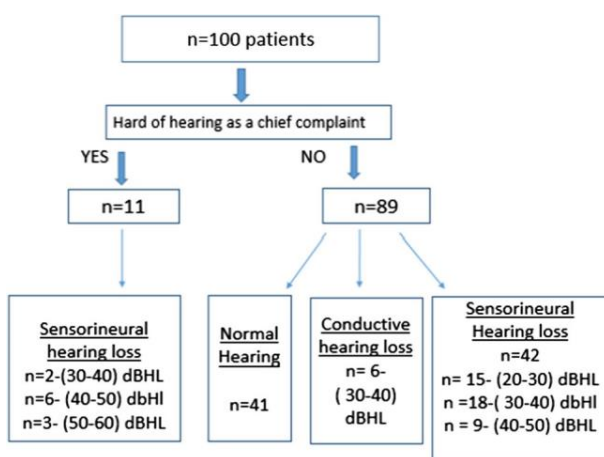 n=100 patients
Hard of hearing as a chief complaint
YES
NO
n=11
n=89
Sensorineural
hearing loss
n=2-(30-40) dBHL
n=6- (40-50) dbHl
n=3- (50-60) dBHL
Normal
Hearing
n=41
Conductive
hearing loss
n= 6-
( 30-40)
dBHL
Sensorineural
Hearing loss
n=42
n= 15- (20-30) dBHL
n =18-( 30-40) dbHl
n = 9-(40-50) dBHL